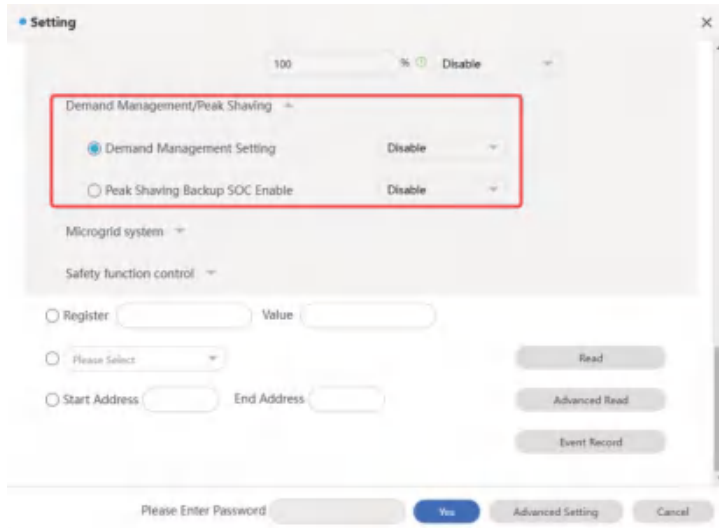 Setting
100 % Disable
Demand Management/Peak Shaving
Demand Management Setting Disable
Peak Shaving Backup SOC Enable Disable
Microgrid system
Safety function control
Register Value
Please Select Read
Start Address End Address Advanced Read
Event Record
Please Enter Password Yes Advanced Setting Cancel